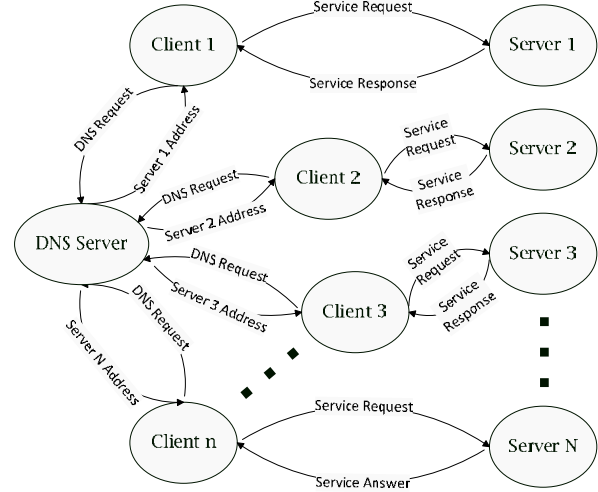 Service Request
Client 1
Server 1
Service Response
DNS Request
Server 1 Address
Service
Request
Server 2
Client 2
DNS Request
Service
Response
Server 2 Address
DNS Server
DNS Request
Service
Request
Server 3
Server 3 Address
Client 3
Service
Response
DNS Request
Server N Address
Service Request
Client n
Server N
Service Answer